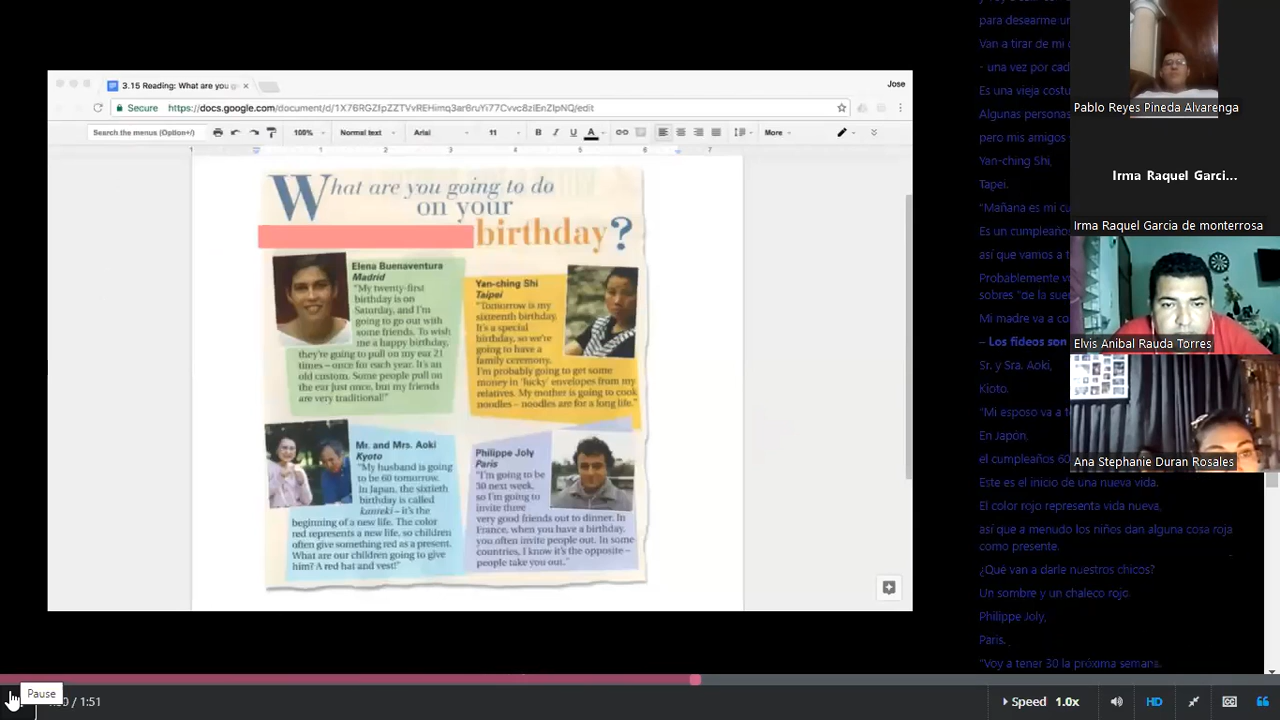 3.15 Reading: What are you g
Jose
Secure https://docs.google.com/document/d/1X76RGZfpZZTVvREHimq3ar6ruYi77Cvvc8zlEnZIpNQ/edit
Search the menus (Option+/)
100%
Normal text
Arial
11
B I U A
More
1 1 2 3 4 5 6 7
What are you going to do
on your
birthday?
Elena Buenaventura
Madrid
"My twenty-first
birthday is on
Saturday, and I'm
going to go out with
some friends. To wish
me a happy birthday,
they're going to pull on my ear 21
times – once for each year. It's an
old custom. Some people pull on
the ear just once, but my friends
are very traditional!"
Yan-ching Shi
Taipei
"Tomorrow is my
sixteenth birthday.
It's a special
birthday, so we're
going to have a
family ceremony.
I'm probably going to get some
money in 'lucky' envelopes from my
relatives. My mother is going to cook
noodles – noodles are for a long life."
Mr. and Mrs. Aoki
Kyoto
"My husband is going
to be 60 tomorrow.
In Japan, the sixtieth
birthday is called
kanreki – it's the
beginning of a new life. The color
red represents a new life, so children
often give something red as a present.
What are our children going to give
him? A red hat and vest!"
Philippe Joly
Paris
"I'm going to be
30 next week,
so I'm going to
invite three
very good friends out to dinner. In
France, when you have a birthday,
you often invite people out. In some
countries, I know it's the opposite –
people take you out."
para desearme un
Van a tirar de mi
- una vez por cad
Es una vieja costu
Algunas personas
pero mis amigos
Yan-ching Shi,
Tapei.
"Mañana es mi cu
Es un cumpleaños
así que vamos a t
Probablemente v
sobres "de la sue
Mi madre va a co
– Los fideos son
Sr. y Sra. Aoki,
Kioto.
"Mi esposo va a t
En Japón,
el cumpleaños 60
Este es el inicio de una nueva vida.
El color rojo representa vida nueva,
así que a menudo los niños dan alguna cosa roja
como presente.
¿Qué van a darle nuestros chicos?
Un sombre y un chaleco rojo.
Philippe Joly,
Paris.
"Voy a tener 30 la próxima semana.
Pablo Reyes Pineda Alvarenga
Irma Raquel Garci...
Irma Raquel Garcia de monterrosa
Elvis Anibal Rauda Torres
Ana Stephanie Duran Rosales
Pause
/ 1:51
Speed 1.0x
HD